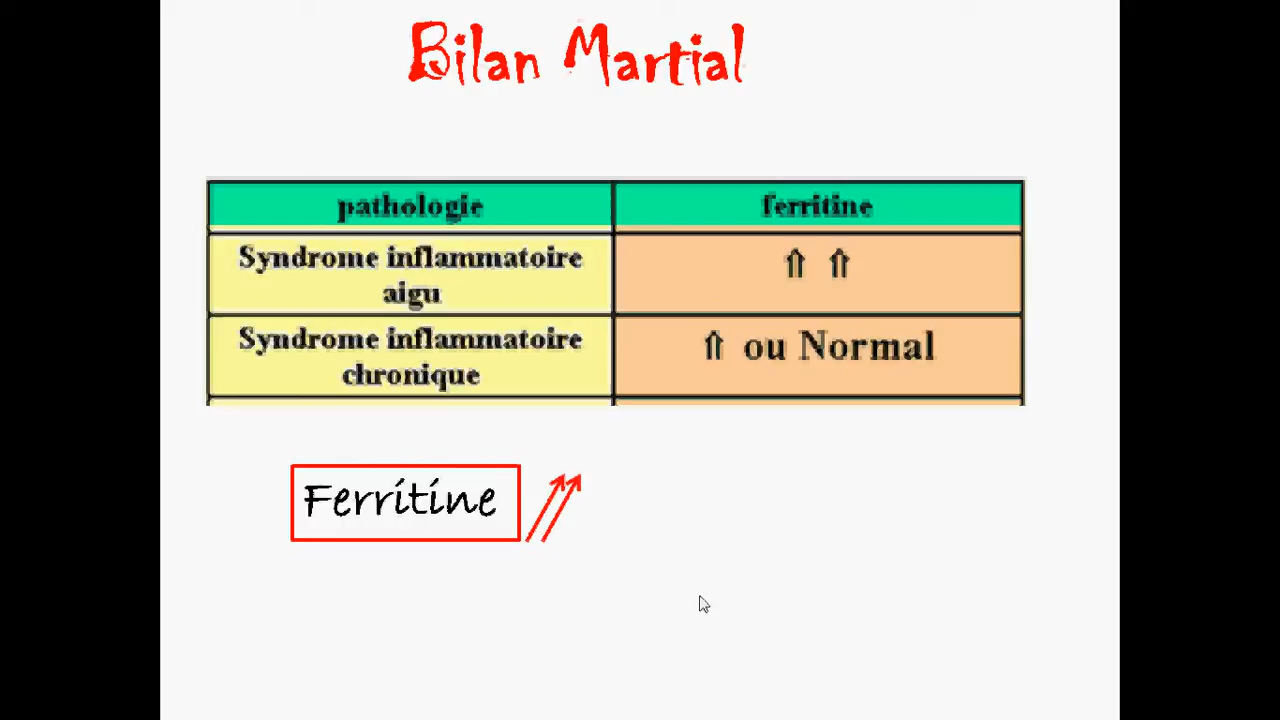 Bilan Martial
pathologie
ferritine
Syndrome inflammatoire
aigu
⇑ ⇑
Syndrome inflammatoire
chronique
⇑ ou Normal
Ferritine